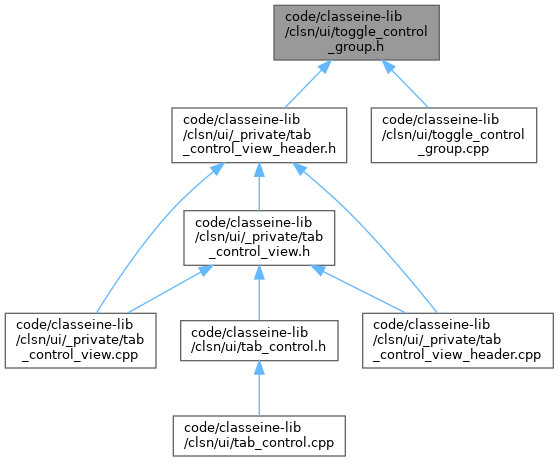 code/classeine-lib
/clsn/ui/toggle_control
_group.h
code/classeine-lib
/clsn/ui/_private/tab
_control_view_header.h
code/classeine-lib
/clsn/ui/toggle_control
_group.cpp
code/classeine-lib
/clsn/ui/_private/tab
_control_view.h
code/classeine-lib
/clsn/ui/_private/tab
_control_view.cpp
code/classeine-lib
/clsn/ui/tab_control.h
code/classeine-lib
/clsn/ui/_private/tab
_control_view_header.cpp
code/classeine-lib
/clsn/ui/tab_control.cpp